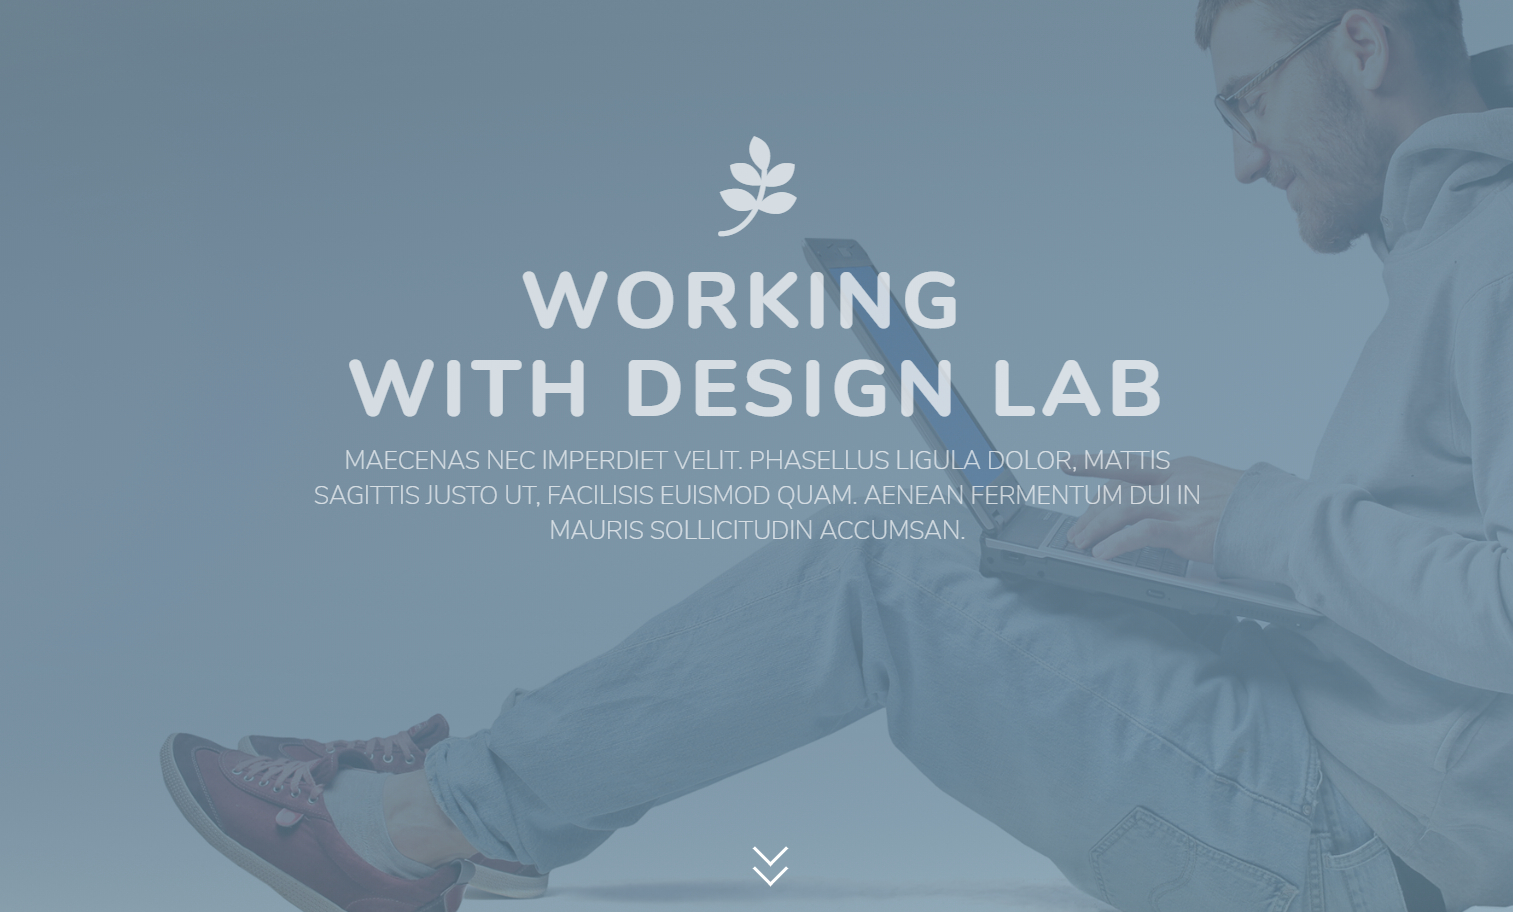 WORKING
WITH DESIGN LAB
MAECENAS NEC IMPERDIET VELIT. PHASELLUS LIGULA DOLOR, MATTIS
SAGITTIS JUSTO UT, FACILISIS EUISMOD QUAM. AENEAN FERMENTUM DUI IN
MAURIS SOLLICITUDIN ACCUMSAN.